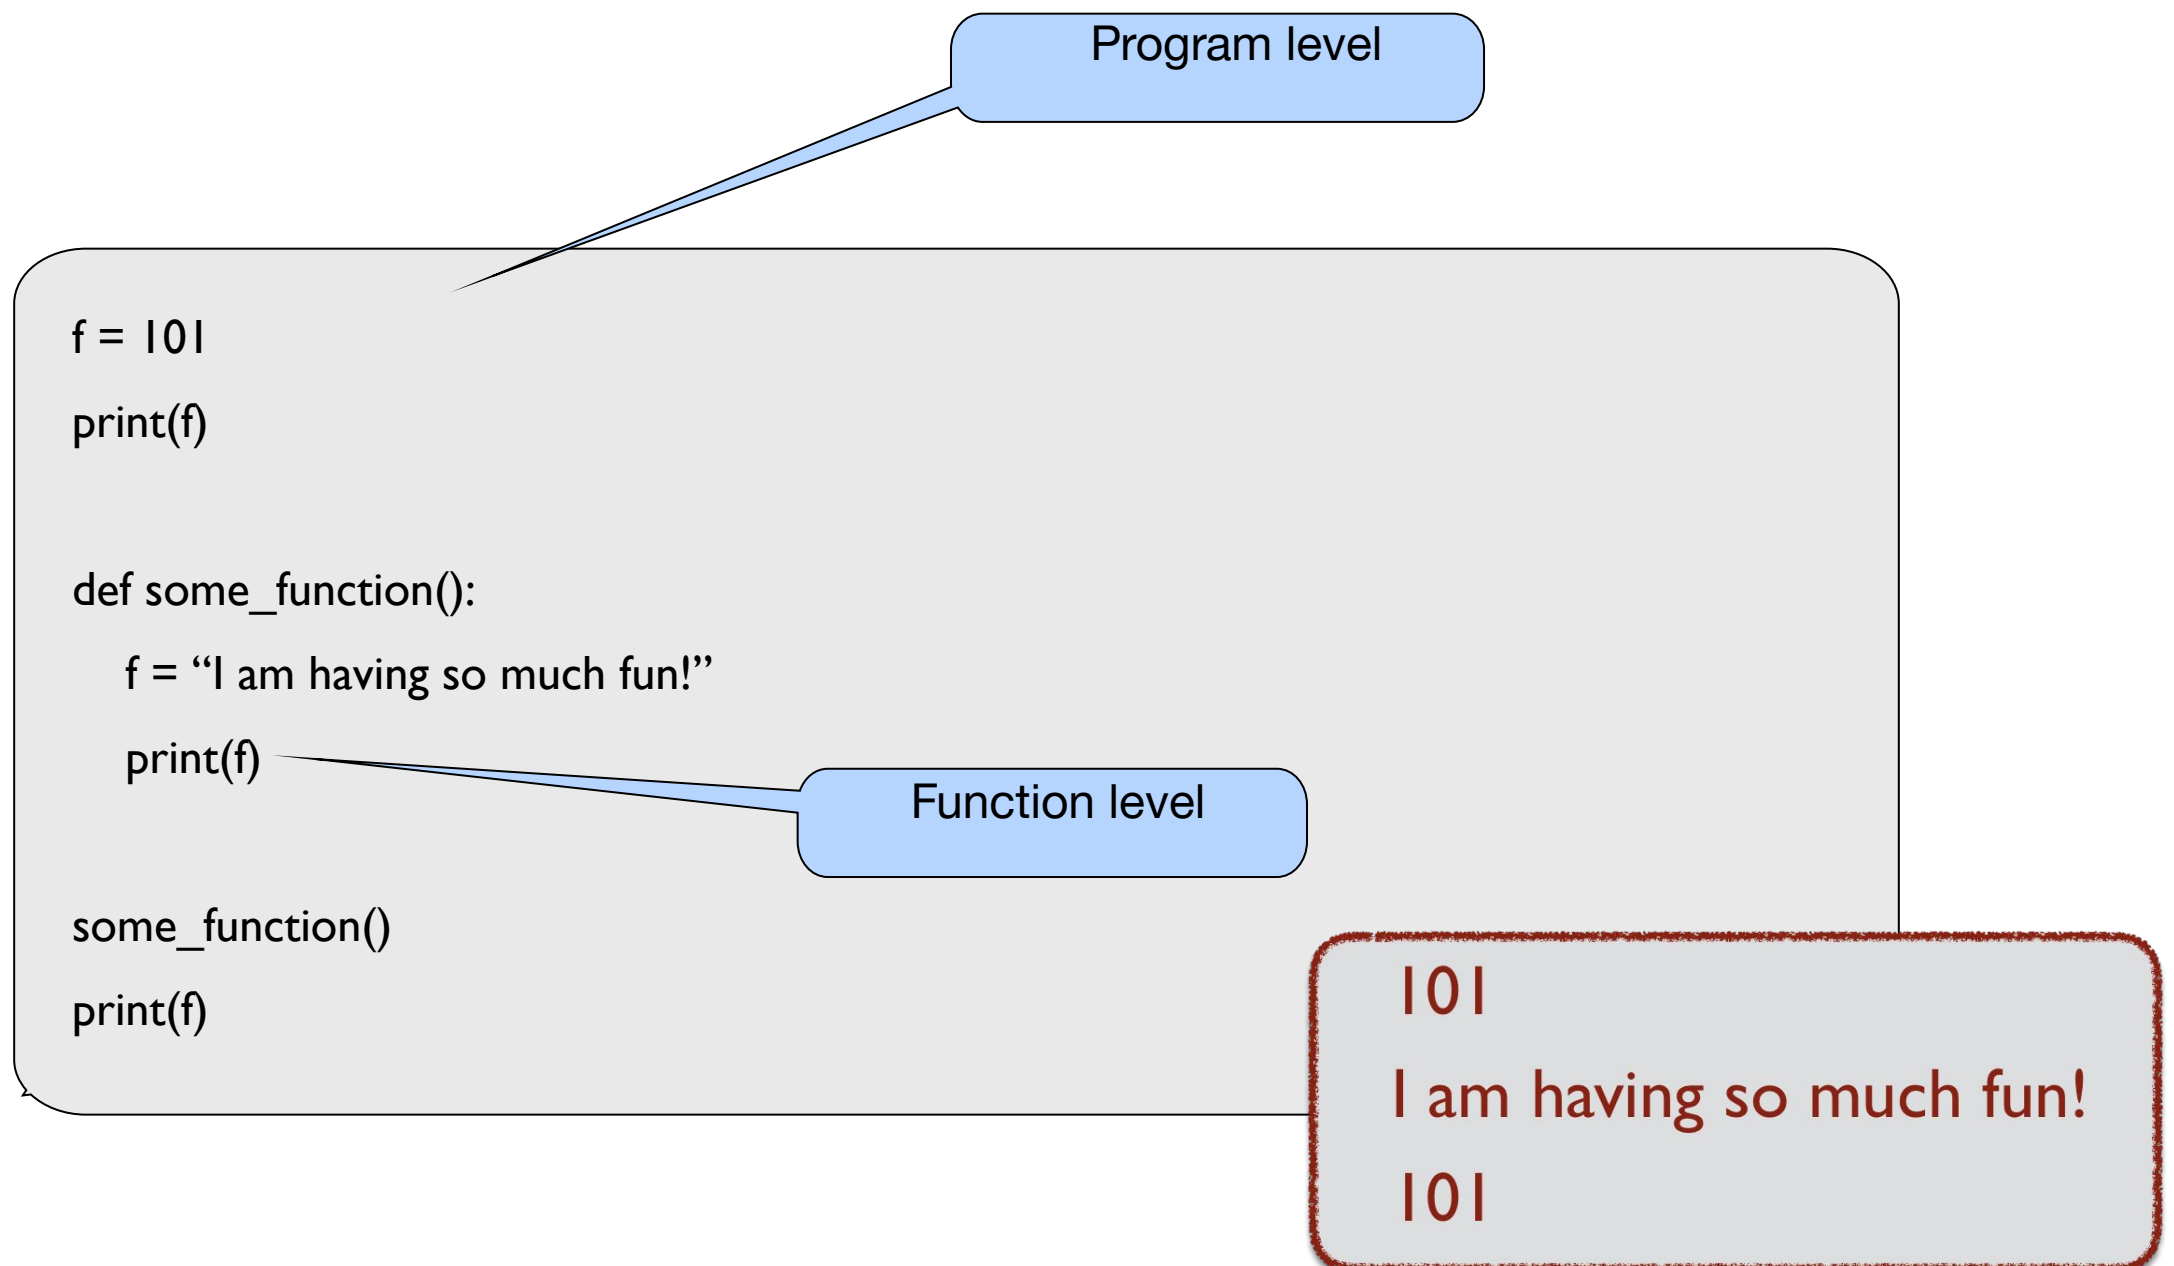 Program level
f = 101
print(f)
def some_function():
f = “I am having so much fun!”
print(f)
Function level
some_function()
print(f)
101
I am having so much fun!
101